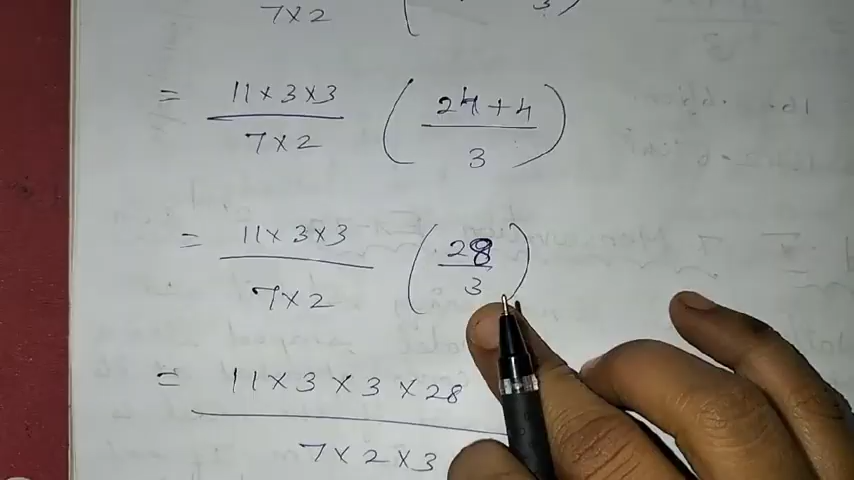 7×2 ( 3 )
= 11×3×3 / 7×2 ( 24+4 / 3 )
= 11×3×3 / 7×2 ( 28 / 3 )
= 11×3×3×28 / 7×2×3